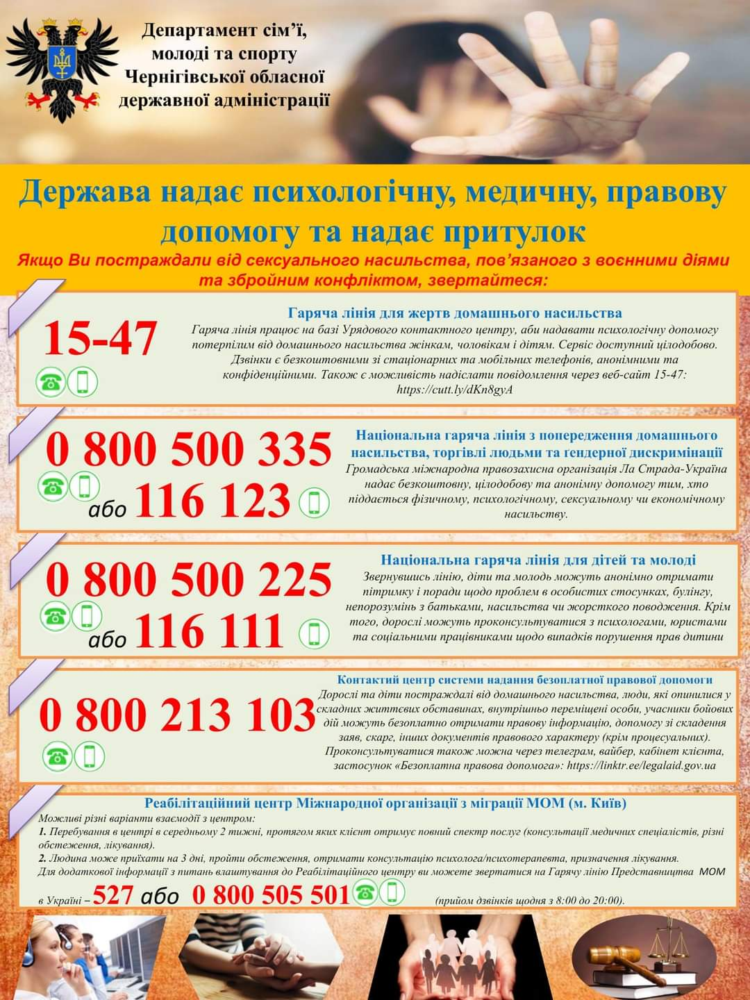 Департамент сім’ї,
молоді та спорту
Чернігівської обласної
державної адміністрації
Держава надає психологічну, медичну, правову
допомогу та надає притулок
Якщо Ви постраждали від сексуального насильства, пов’язаного з воєнними діями
та збройним конфліктом, звертайтеся:
15-47
Гаряча лінія для жертв домашнього насильства
Гаряча лінія працює на базі Урядового контактного центру, аби надавати психологічну допомогу
потерпілим від домашнього насильства жінкам, чоловікам і дітям. Сервіс доступний цілодобово.
Дзвінки є безкоштовними зі стаціонарних та мобільних телефонів, анонімними та
конфіденційними. Також є можливість надіслати повідомлення через веб-сайт 15-47:
https://cutt.ly/dKn8gyA
0 800 500 335
або 116 123
Національна гаряча лінія з попередження домашнього
насильства, торгівлі людьми та гендерної дискримінації
Громадська міжнародна правозахисна організація Ла Страда-Україна
надає безкоштовну, цілодобову та анонімну допомогу тим, хто
піддається фізичному, психологічному, сексуальному чи економічному
насильству.
0 800 500 225
або 116 111
Національна гаряча лінія для дітей та молоді
Звернувшись лінію, діти та молодь можуть анонімно отримати
пітримку і поради щодо проблем в особистих стосунках, булінгу,
непорозумінь з батьками, насильства чи жорсткого поводження. Крім
того, дорослі можуть проконсультуватися з психологами, юристами
та соціальними працівниками щодо випадків порушення прав дитини
0 800 213 103
Контактий центр системи надання безоплатної правової допомоги
Дорослі та діти постраждалі від домашнього насильства, люди, які опинилися у
складних життєвих обставинах, внутрішньо переміщені особи, учасники бойових
дій можуть безоплатно отримати правову інформацію, допомогу зі складення
заяв, скарг, інших документів правового характеру (крім процесуальних).
Проконсультуватися також можна через телеграм, вайбер, кабінет клієнта,
застосунок «Безоплатна правова допомога»: https://linktr.ee/legalaid.gov.ua
Реабілітаційний центр Міжнародної організації з міграції МОМ (м. Київ)
Можливі різні варіанти взаємодії з центром:
1. Перебування в центрі в середньому 2 тижні, протягом яких клієнт отримує повний спектр послуг (консультації медичних спеціалістів, різні
обстеження, лікування).
2. Людина може приїхати на 3 дні, пройти обстеження, отримати консультацію психолога/психотерапевта, призначення лікування.
Для додаткової інформації з питань влаштування до Реабілітаційного центру ви можете звертатися на Гарячу лінію Представництва МОМ
в Україні – 527 або 0 800 505 501 (прийом дзвінків щодня з 8:00 до 20:00).